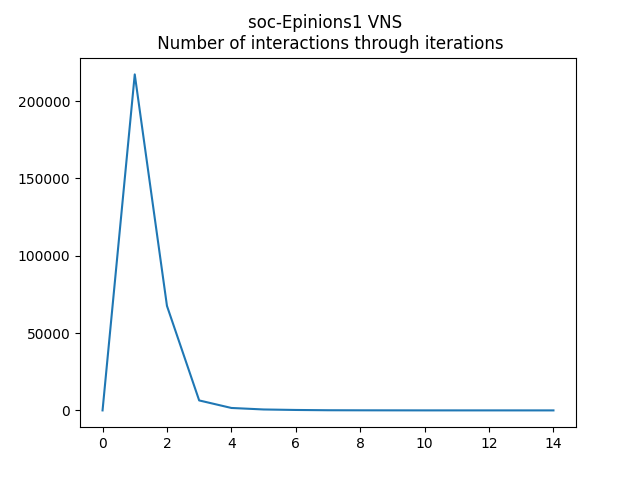 soc-Epinions1 VNS
Number of interactions through iterations
200000
150000
100000
50000
0
0 2 4 6 8 10 12 14